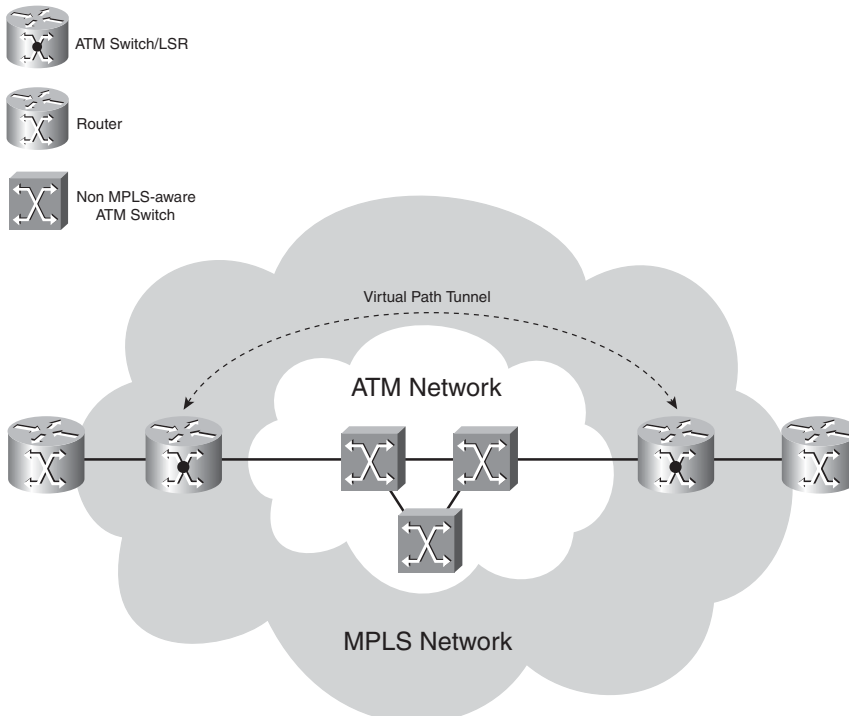 ATM Switch/LSR
Router
Non MPLS-aware
ATM Switch
Virtual Path Tunnel
ATM Network
MPLS Network